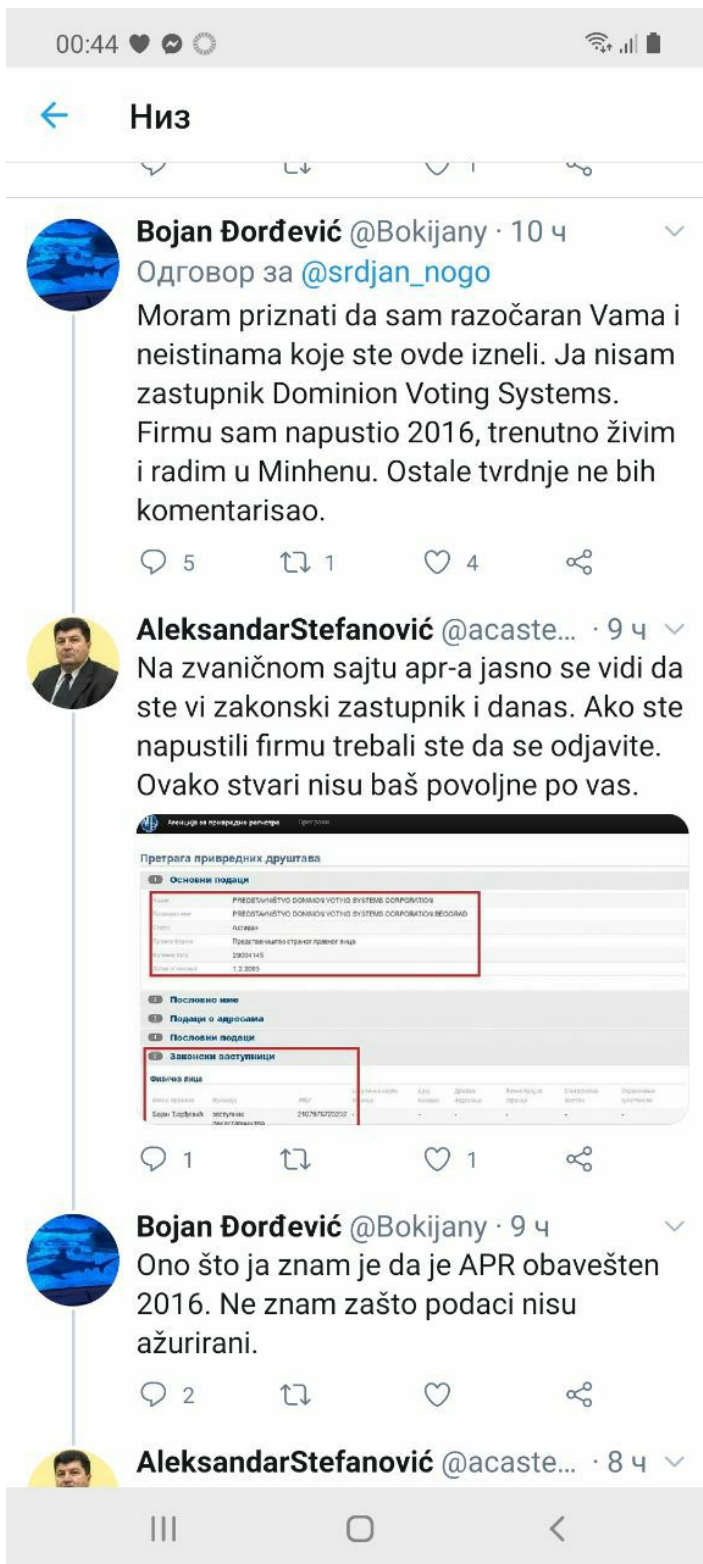 00:44
Низ
1
Bojan Đorđević @Bokijany · 10 ч
Одговор за @srdjan_nogo
Moram priznati da sam razočaran Vama i
neistinama koje ste ovde izneli. Ja nisam
zastupnik Dominion Voting Systems.
Firmu sam napustio 2016, trenutno živim
i radim u Minhenu. Ostale tvrdnje ne bih
komentarisao.
5 1 4
AleksandarStefanović @acaste... · 9 ч
Na zvaničnom sajtu apr-a jasno se vidi da
ste vi zakonski zastupnik i danas. Ako ste
napustili firmu trebali ste da se odjavite.
Ovako stvari nisu baš povoljne po vas.
Агенција за привредне регистре
Претрага привредних друштава
Основни подаци
PREDSTAVNIŠTVO DOMINION VOTING SYSTEMS CORPORATION
PREDSTAVNIŠTVO DOMINION VOTING SYSTEMS CORPORATION BEOGRAD
Активан
Представништво страног правног лица
Пословно име
Подаци о адресама
Пословни подаци
Законски заступници
Физичка лица
заступник
1 1
Bojan Đorđević @Bokijany · 9 ч
Ono što ja znam je da je APR obavešten
2016. Ne znam zašto podaci nisu
ažurirani.
2
AleksandarStefanović @acaste... · 8 ч